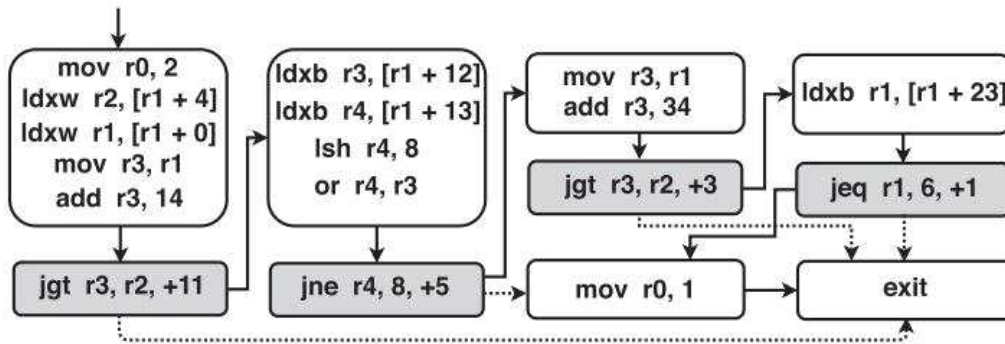 mov r0, 2
ldxw r2, [r1 + 4]
ldxw r1, [r1 + 0]
mov r3, r1
add r3, 14
jgt r3, r2, +11
ldxb r3, [r1 + 12]
ldxb r4, [r1 + 13]
lsh r4, 8
or r4, r3
jne r4, 8, +5
mov r3, r1
add r3, 34
jgt r3, r2, +3
ldxb r1, [r1 + 23]
jeq r1, 6, +1
mov r0, 1
exit